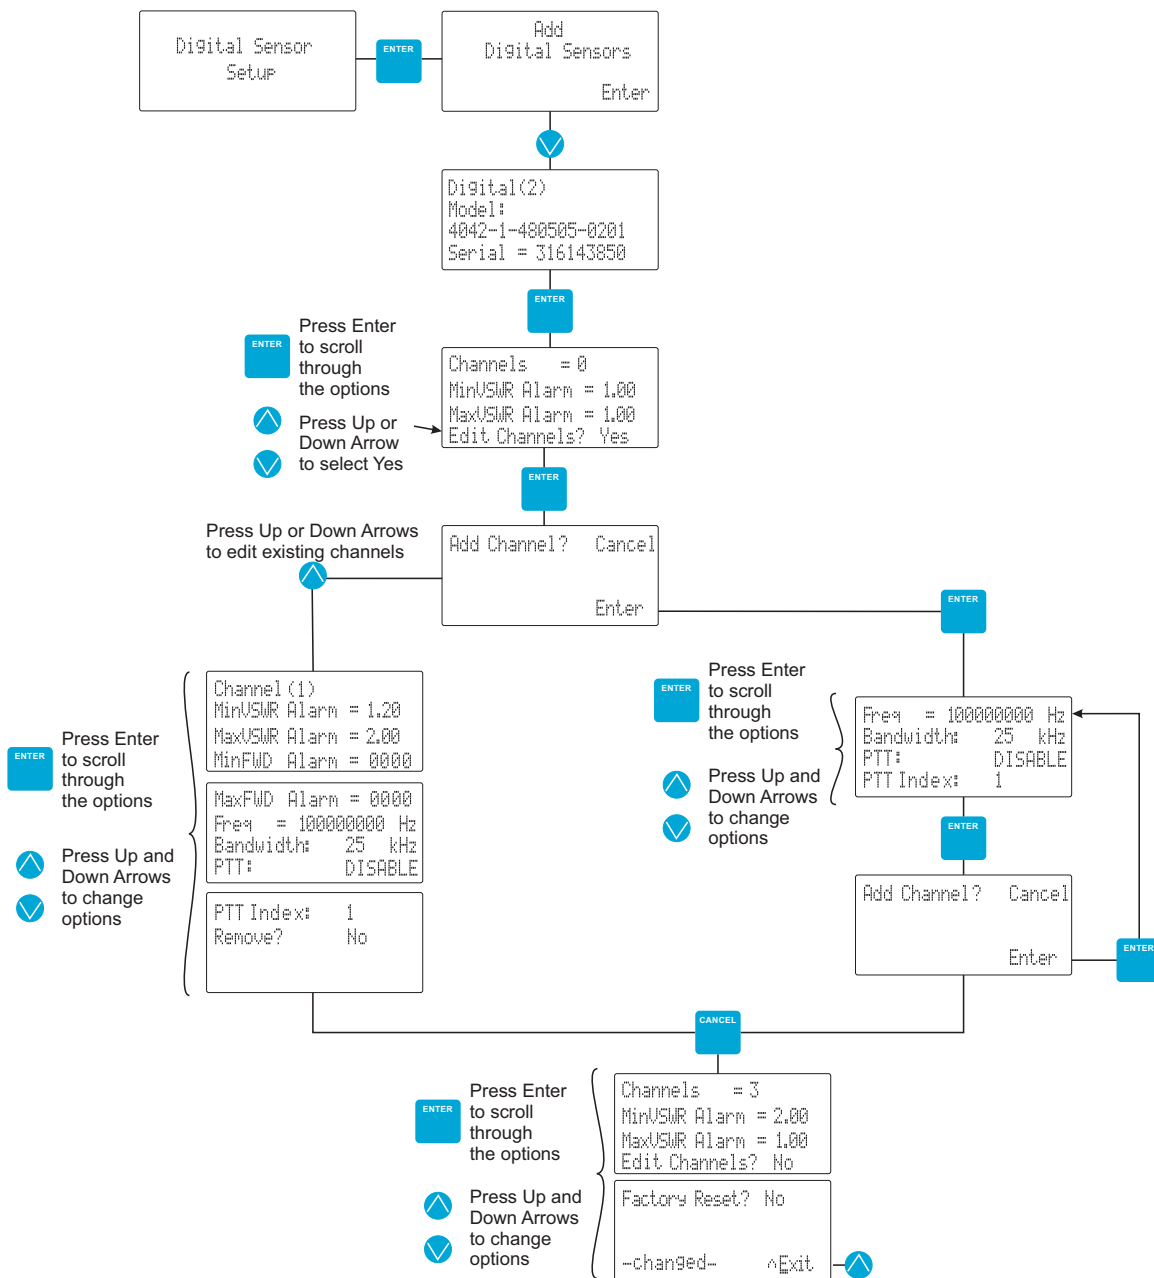 Digital Sensor
Setup
ENTER
Add
Digital Sensors
Enter
Digital(2)
Model:
4042-1-480505-0201
Serial = 316143850
ENTER
ENTER
Press Enter
to scroll
through
the options
Press Up or
Down Arrow
to select Yes
Channels = 0
MinVSWR Alarm = 1.00
MaxVSWR Alarm = 1.00
Edit Channels? Yes
ENTER
Press Up or Down Arrows
to edit existing channels
Add Channel? Cancel
Enter
ENTER
ENTER
Press Enter
to scroll
through
the options
Press Up and
Down Arrows
to change
options
Channel (1)
MinVSWR Alarm = 1.20
MaxVSWR Alarm = 2.00
MinFWD Alarm = 0000
MaxFWD Alarm = 0000
Freq = 100000000 Hz
Bandwidth: 25 kHz
PTT: DISABLE
PTT Index: 1
Remove? No
ENTER
Press Enter
to scroll
through
the options
Press Up and
Down Arrows
to change
options
Freq = 100000000 Hz
Bandwidth: 25 kHz
PTT: DISABLE
PTT Index: 1
ENTER
Add Channel? Cancel
Enter
ENTER
CANCEL
ENTER
Press Enter
to scroll
through
the options
Press Up and
Down Arrows
to change
options
Channels = 3
MinVSWR Alarm = 2.00
MaxVSWR Alarm = 1.00
Edit Channels? No
Factory Reset? No
-changed- ^Exit